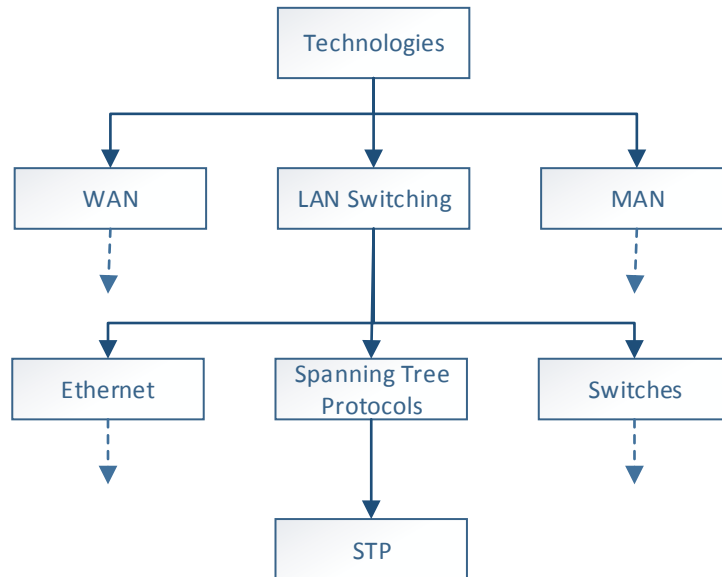 Technologies
WAN
LAN Switching
MAN
Ethernet
Spanning Tree
Protocols
Switches
STP